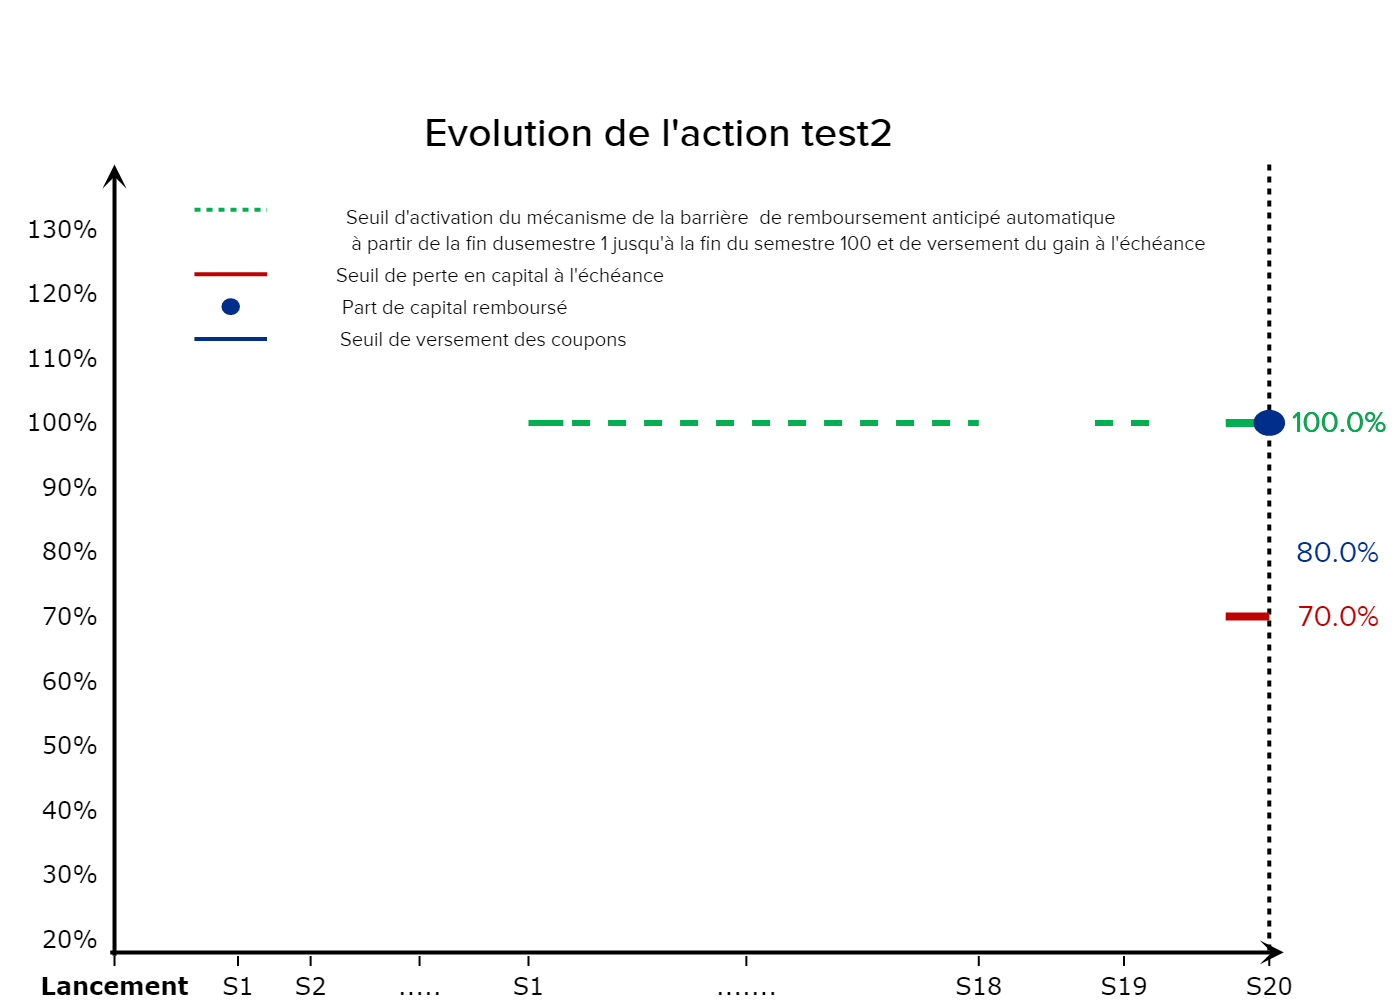 Evolution de l'action test2
Seuil d'activation du mécanisme de la barrière  de remboursement anticipé automatique
à partir de la fin dusemestre 1 jusqu'à la fin du semestre 100 et de versement du gain à l'échéance
Seuil de perte en capital à l'échéance
Part de capital remboursé
Seuil de versement des coupons
130%
120%
110%
100%
90%
80%
70%
60%
50%
40%
30%
20%
100.0%
80.0%
70.0%
Lancement S1 S2 ..... S1 ....... S18 S19 S20